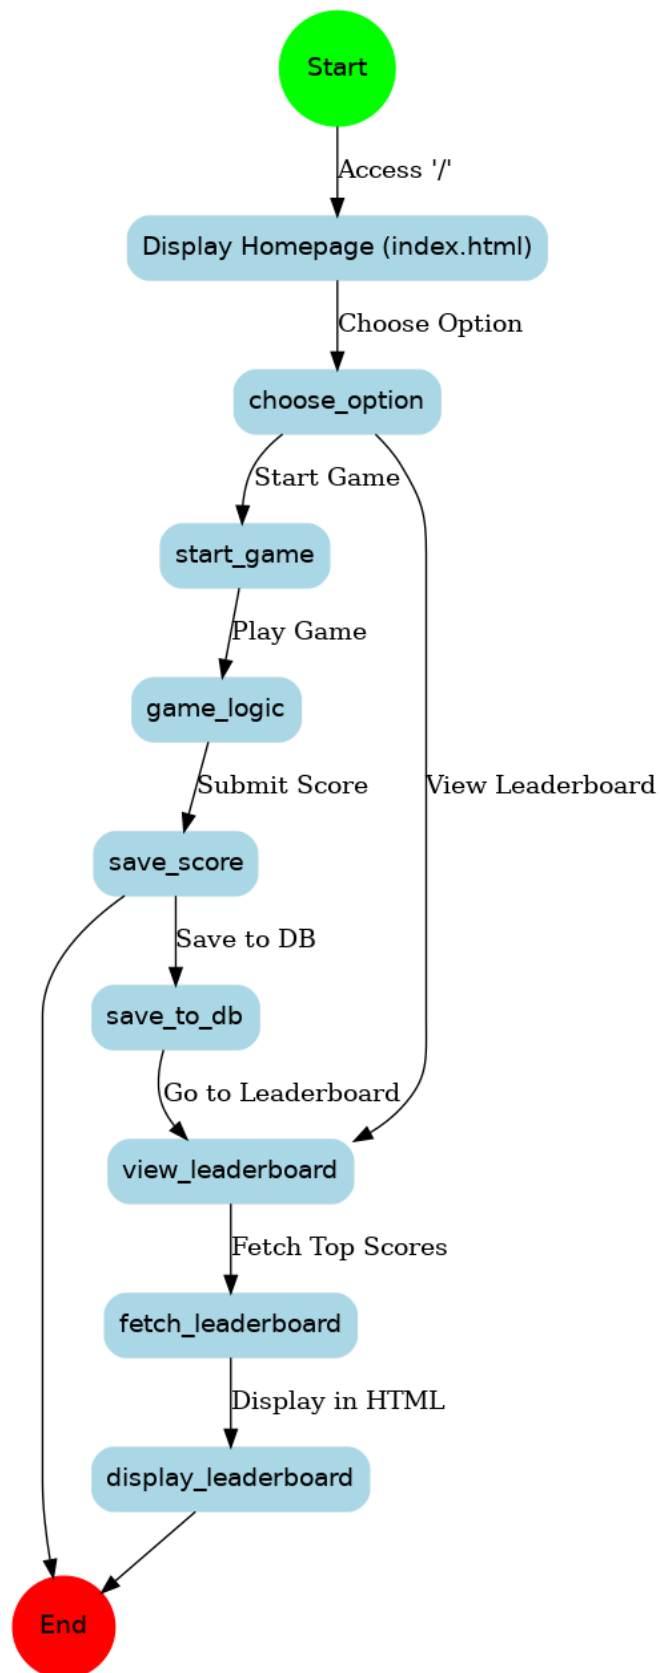 Start
Access '/'
Display Homepage (index.html)
Choose Option
choose_option
Start Game
start_game
Play Game
game_logic
Submit Score
View Leaderboard
save_score
Save to DB
save_to_db
Go to Leaderboard
view_leaderboard
Fetch Top Scores
fetch_leaderboard
Display in HTML
display_leaderboard
End